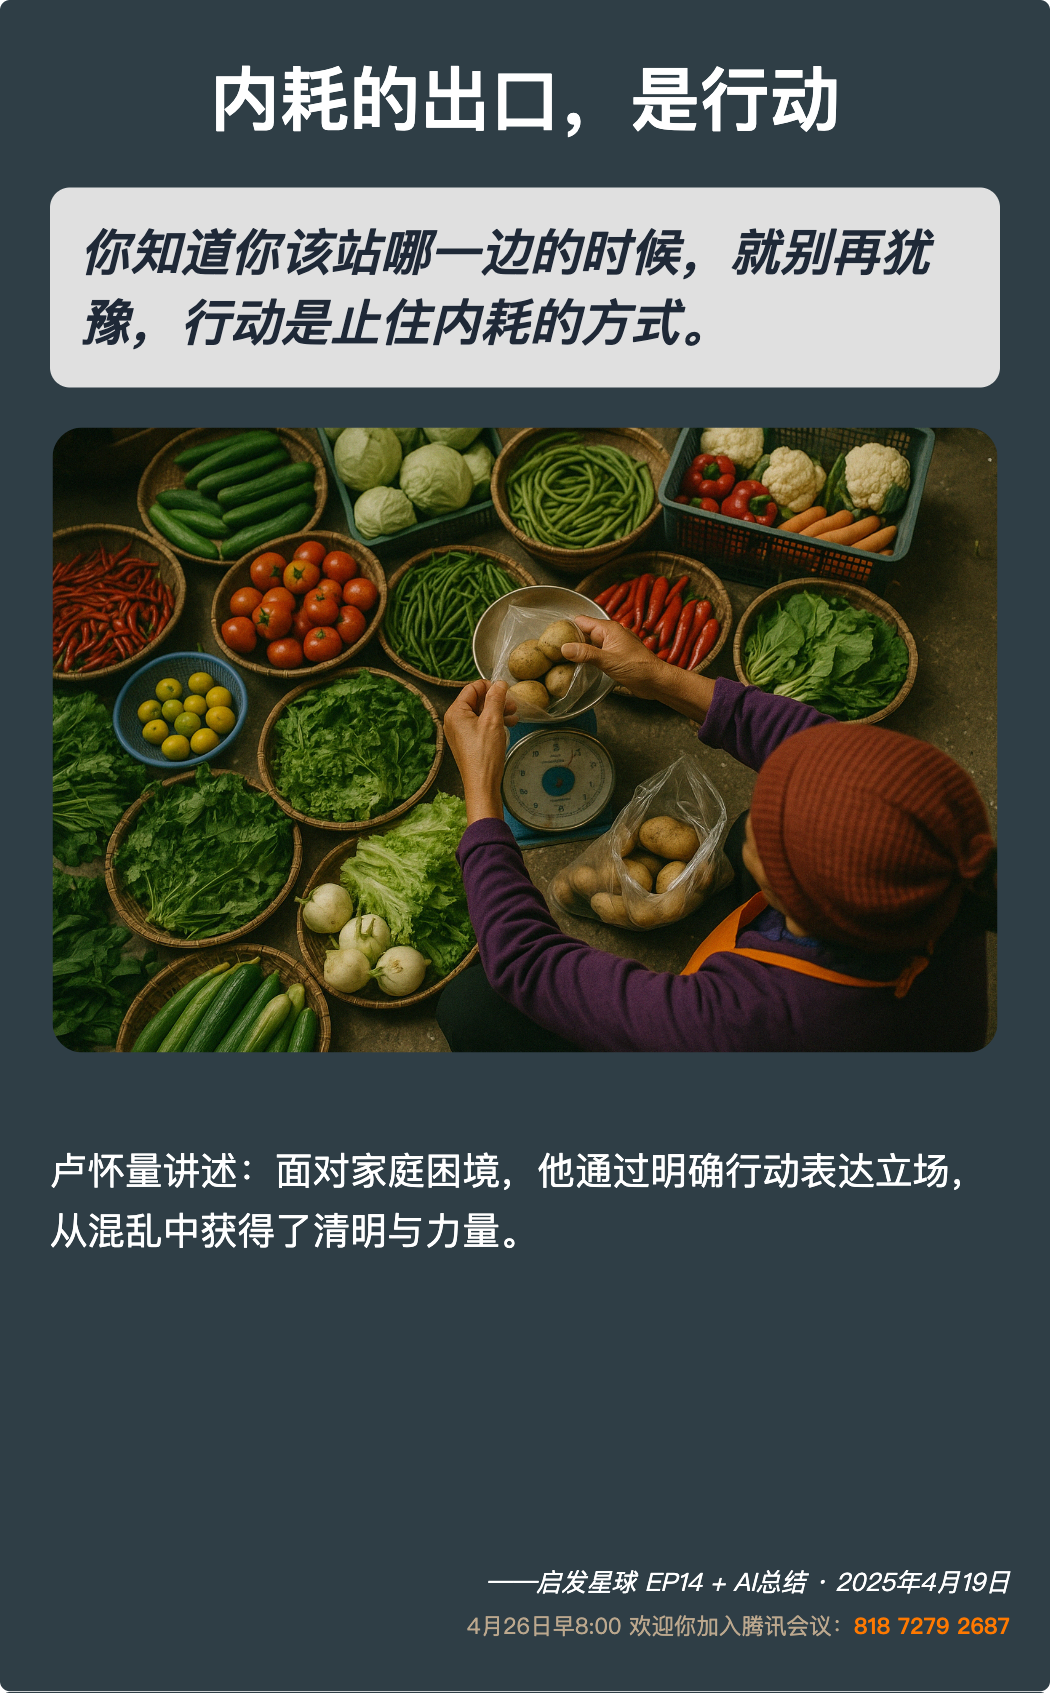 内耗的出口，是行动
你知道你该站哪一边的时候，就别再犹
豫，行动是止住内耗的方式。
卢怀量讲述：面对家庭困境，他通过明确行动表达立场，
从混乱中获得了清明与力量。
——启发星球 EP14 + AI总结 · 2025年4月19日
4月26日早8:00 欢迎你加入腾讯会议：818 7279 2687